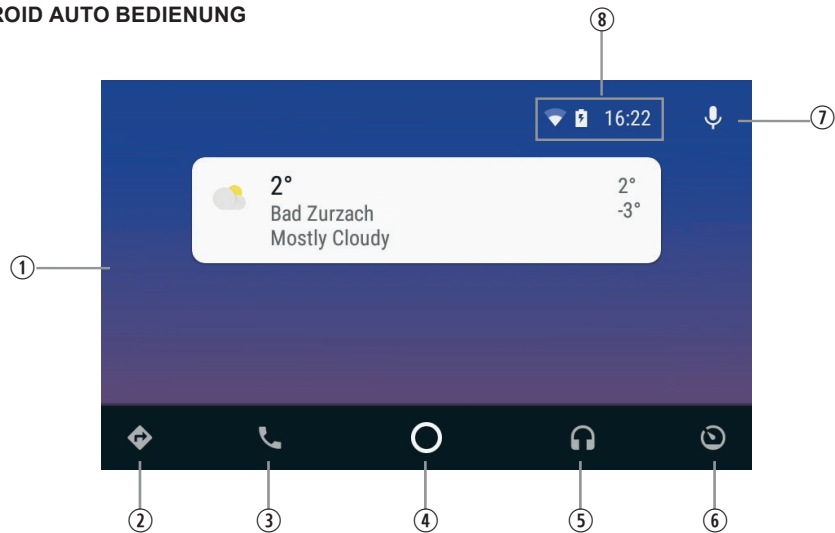 ROID AUTO BEDIENUNG
⑧
16:22
⑦
2° 2°
Bad Zurzach -3°
Mostly Cloudy
①
② ③ ④ ⑤ ⑥